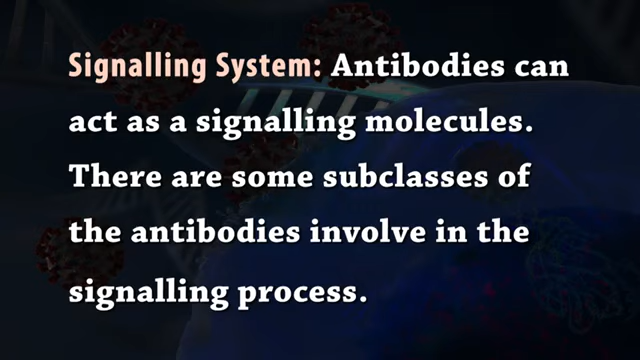 Signalling System: Antibodies can
act as a signalling molecules.
There are some subclasses of
the antibodies involve in the
signalling process.